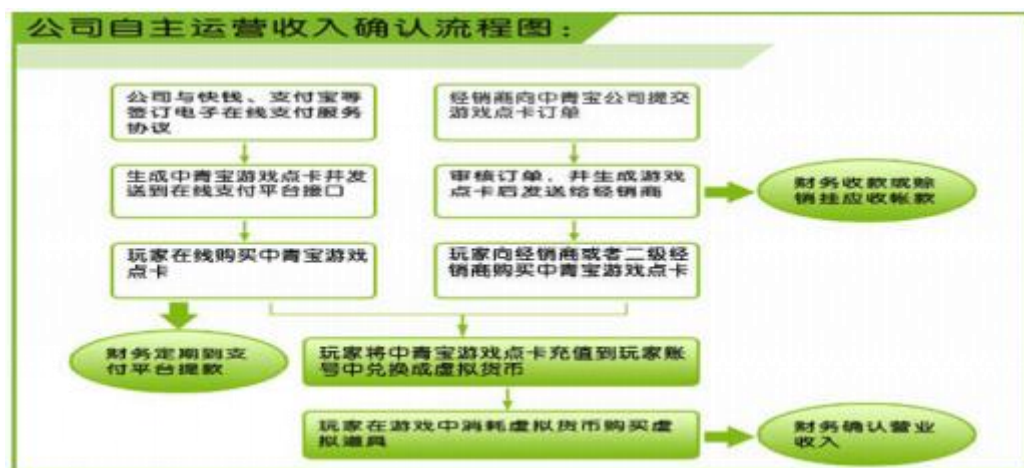 公司自主运营收入确认流程图：
公司与快钱、支付宝等
签订电子在线支付服务
协议
经销商向中青宝公司提交
游戏点卡订单
生成中青宝游戏点卡并发
送到在线支付平台接口
审核订单，并生成游戏
点卡后发送给经销商
财务收款或赊
销挂应收帐款
玩家在线购买中青宝游戏
点卡
玩家向经销商或者二级经
销商购买中青宝游戏点卡
财务定期到支
付平台提款
玩家将中青宝游戏点卡充值到玩家账
号中兑换成虚拟货币
玩家在游戏中消耗虚拟货币购买虚
拟道具
财务确认营业
收入